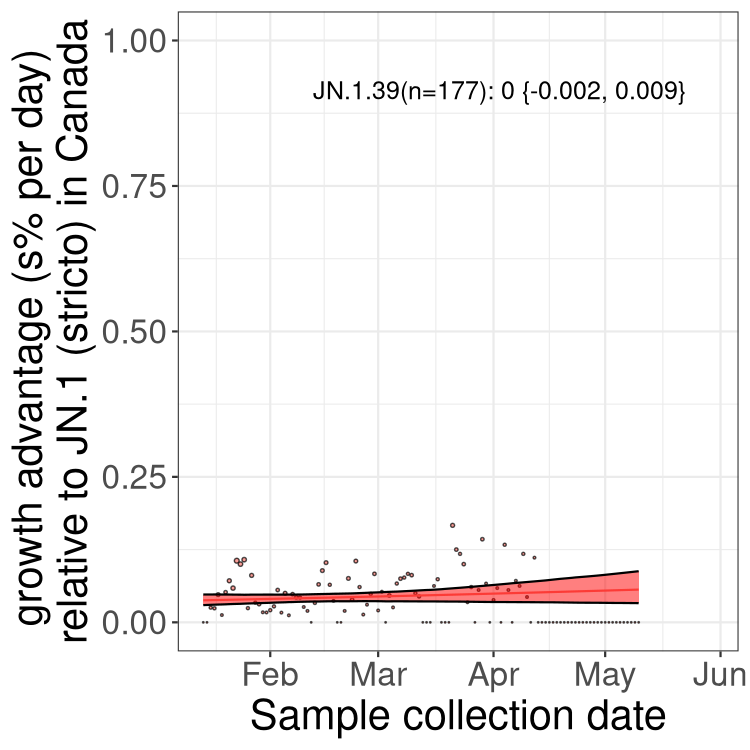 growth advantage (s% per day)
relative to JN.1 (stricto) in Canada
1.00
0.75
0.50
0.25
0.00
JN.1.39(n=177): 0 {-0.002, 0.009}
Feb
Mar
Apr
May
Jun
Sample collection date